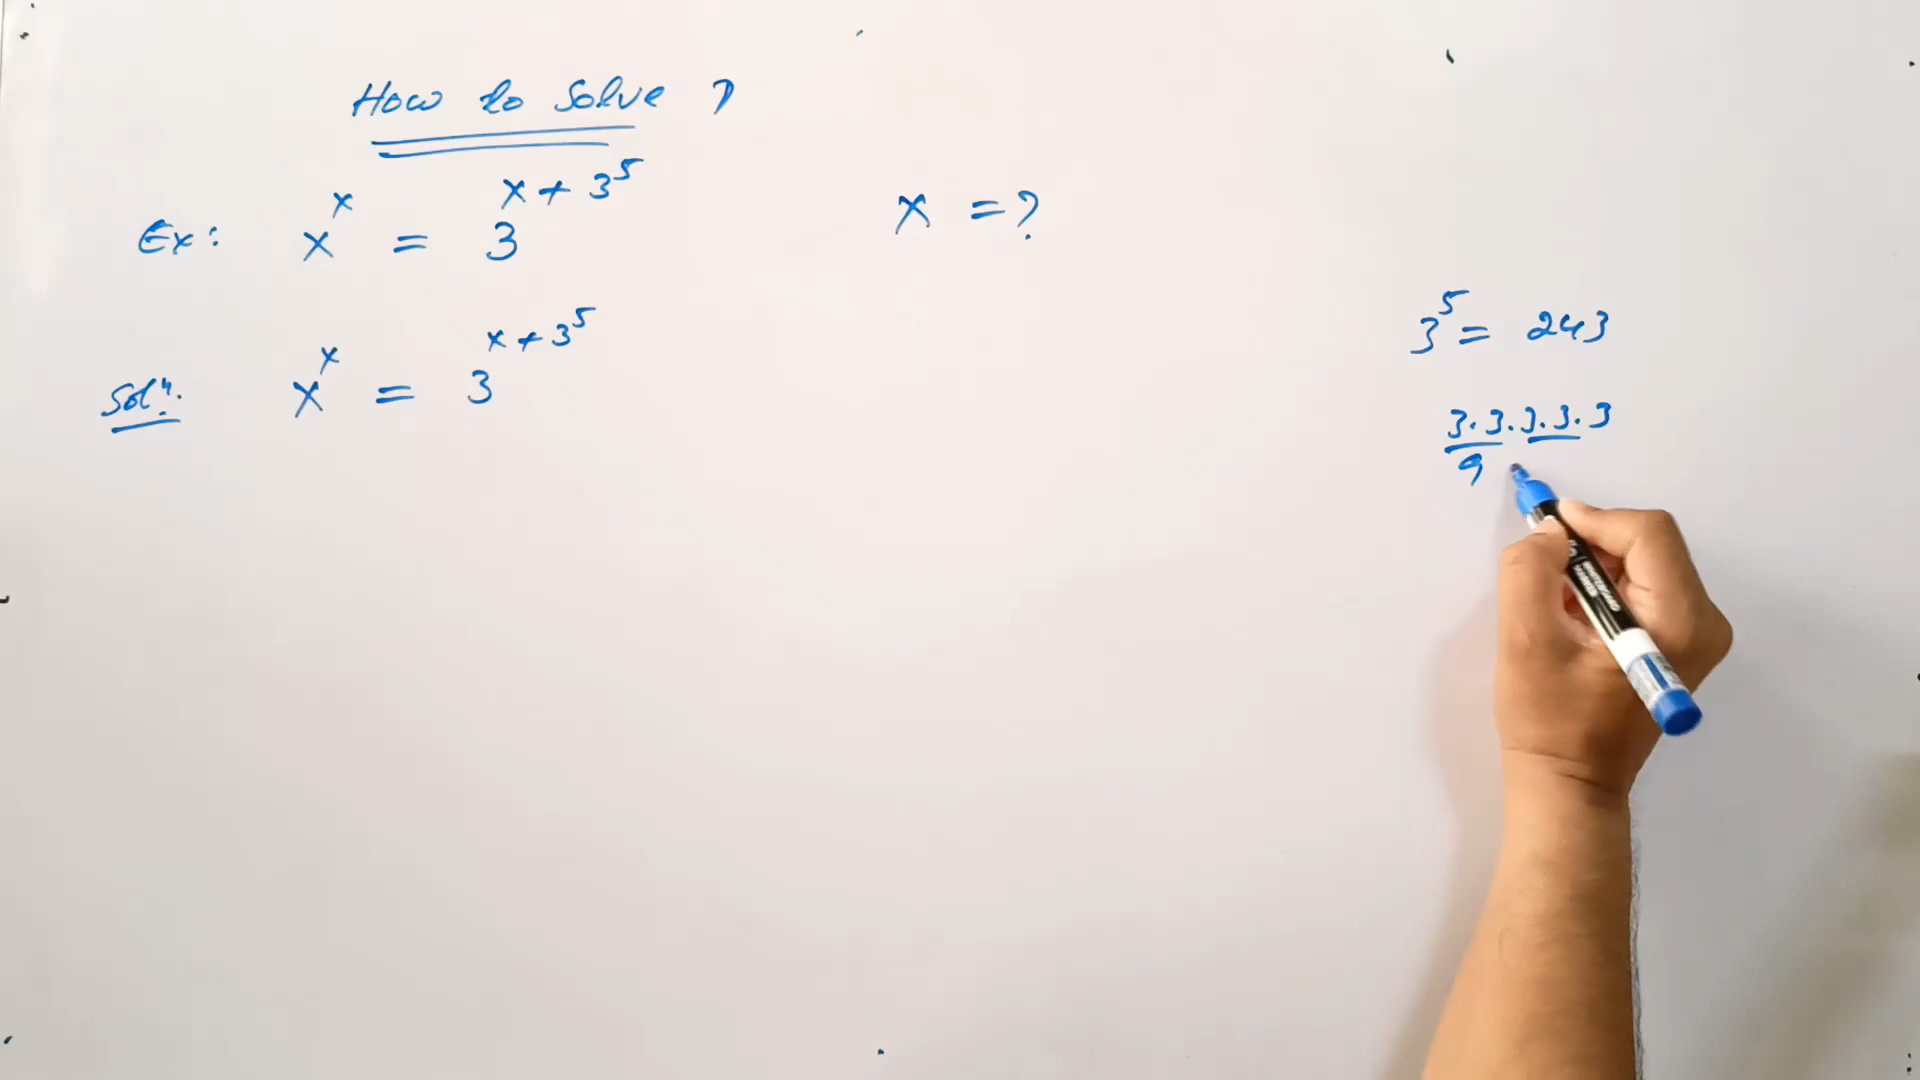 How to Solve ?
Ex: x^x = 3^(x+3^5) x = ?
Solⁿ: x^x = 3^(x+3^5)
3^5 = 243
3.3.3.3.3
9